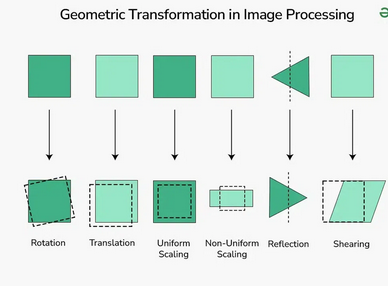 Geometric Transformation in Image Processing
Rotation
Translation
Uniform
Scaling
Non-Uniform
Scaling
Reflection
Shearing